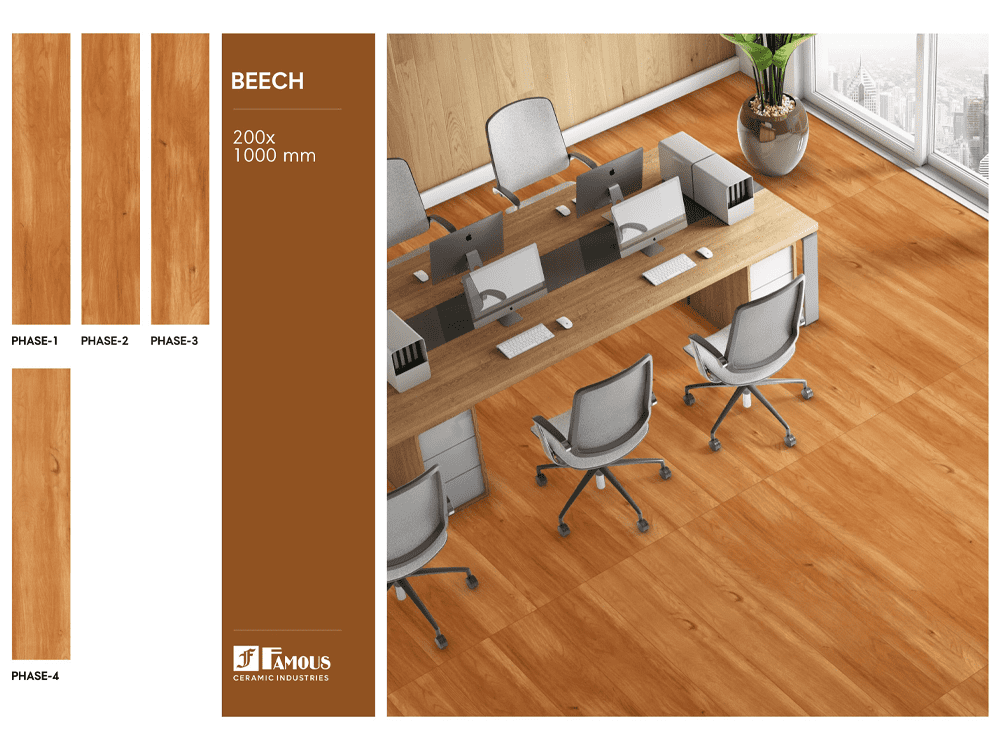 BEECH
200x
1000 mm
PHASE-1
PHASE-2
PHASE-3
PHASE-4
F FAMOUS
CERAMIC INDUSTRIES